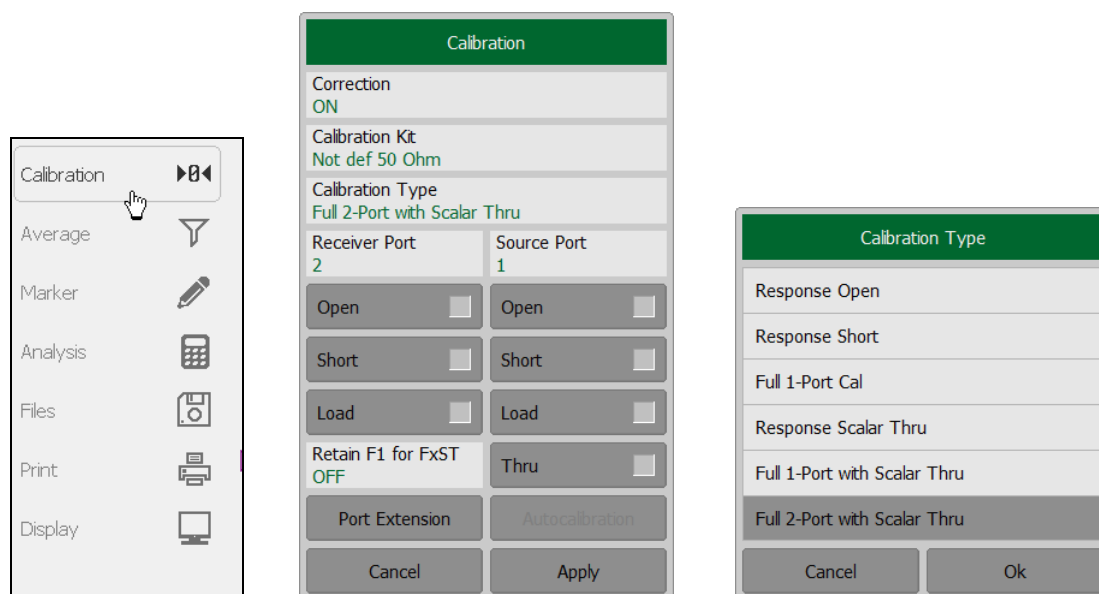 Calibration
▶0◀
Average
Marker
Analysis
Files
Print
Display
Calibration
Correction
ON
Calibration Kit
Not def 50 Ohm
Calibration Type
Full 2-Port with Scalar Thru
Receiver Port Source Port
2 1
Open Open
Short Short
Load Load
Retain F1 for FxST
OFF
Thru
Port Extension Autocalibration
Cancel Apply
Calibration Type
Response Open
Response Short
Full 1-Port Cal
Response Scalar Thru
Full 1-Port with Scalar Thru
Full 2-Port with Scalar Thru
Cancel Ok